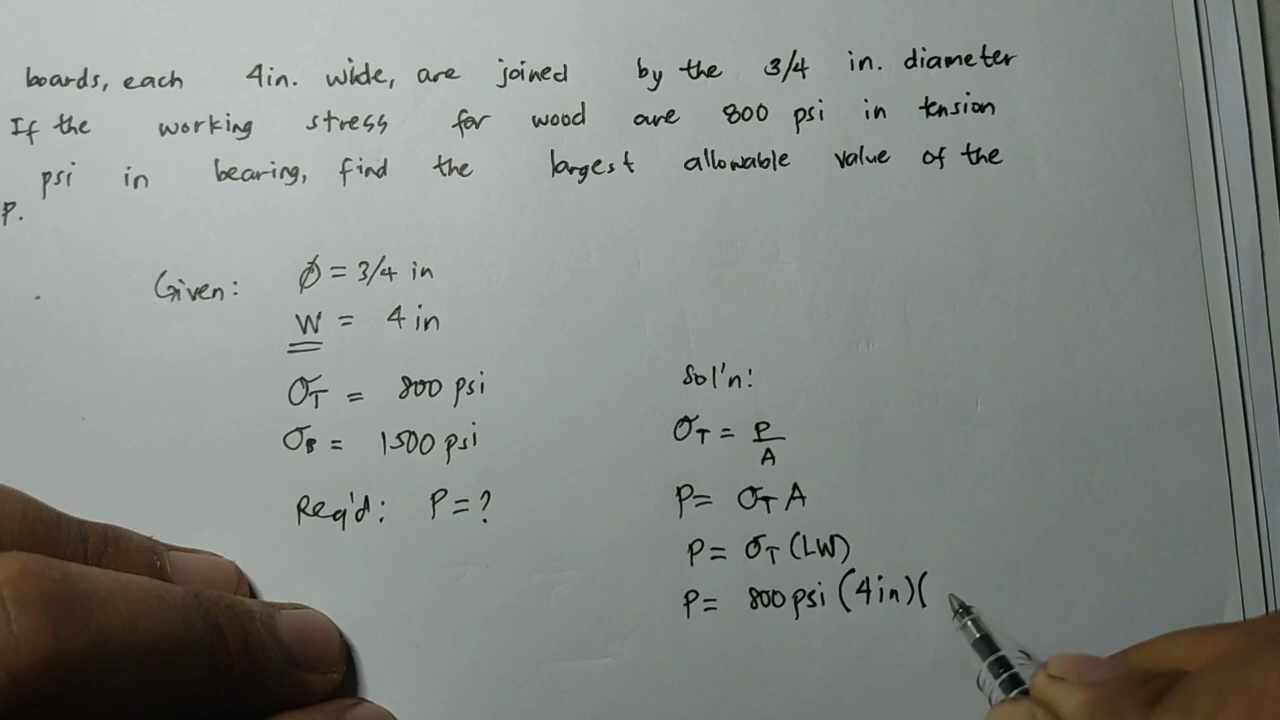 boards, each 4in. wide, are joined by the 3/4 in. diameter
If the working stress for wood are 800 psi in tension
psi in bearing, find the largest allowable value of the
P.
Given: Ø = 3/4 in
W = 4 in
σT = 800 psi
σB = 1500 psi
Req'd: P = ?
Sol'n:
σT = P/A
P = σT A
P = σT (LW)
P = 800 psi (4in)(